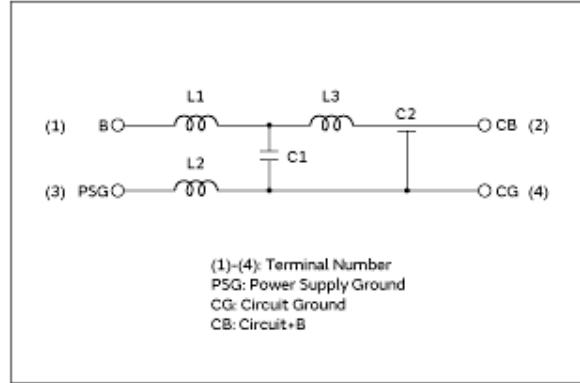 L1 L3 C2
(1) B CB (2)
C1
L2
(3) PSG CG (4)
(1)-(4): Terminal Number
PSG: Power Supply Ground
CG: Circuit Ground
CB: Circuit+B